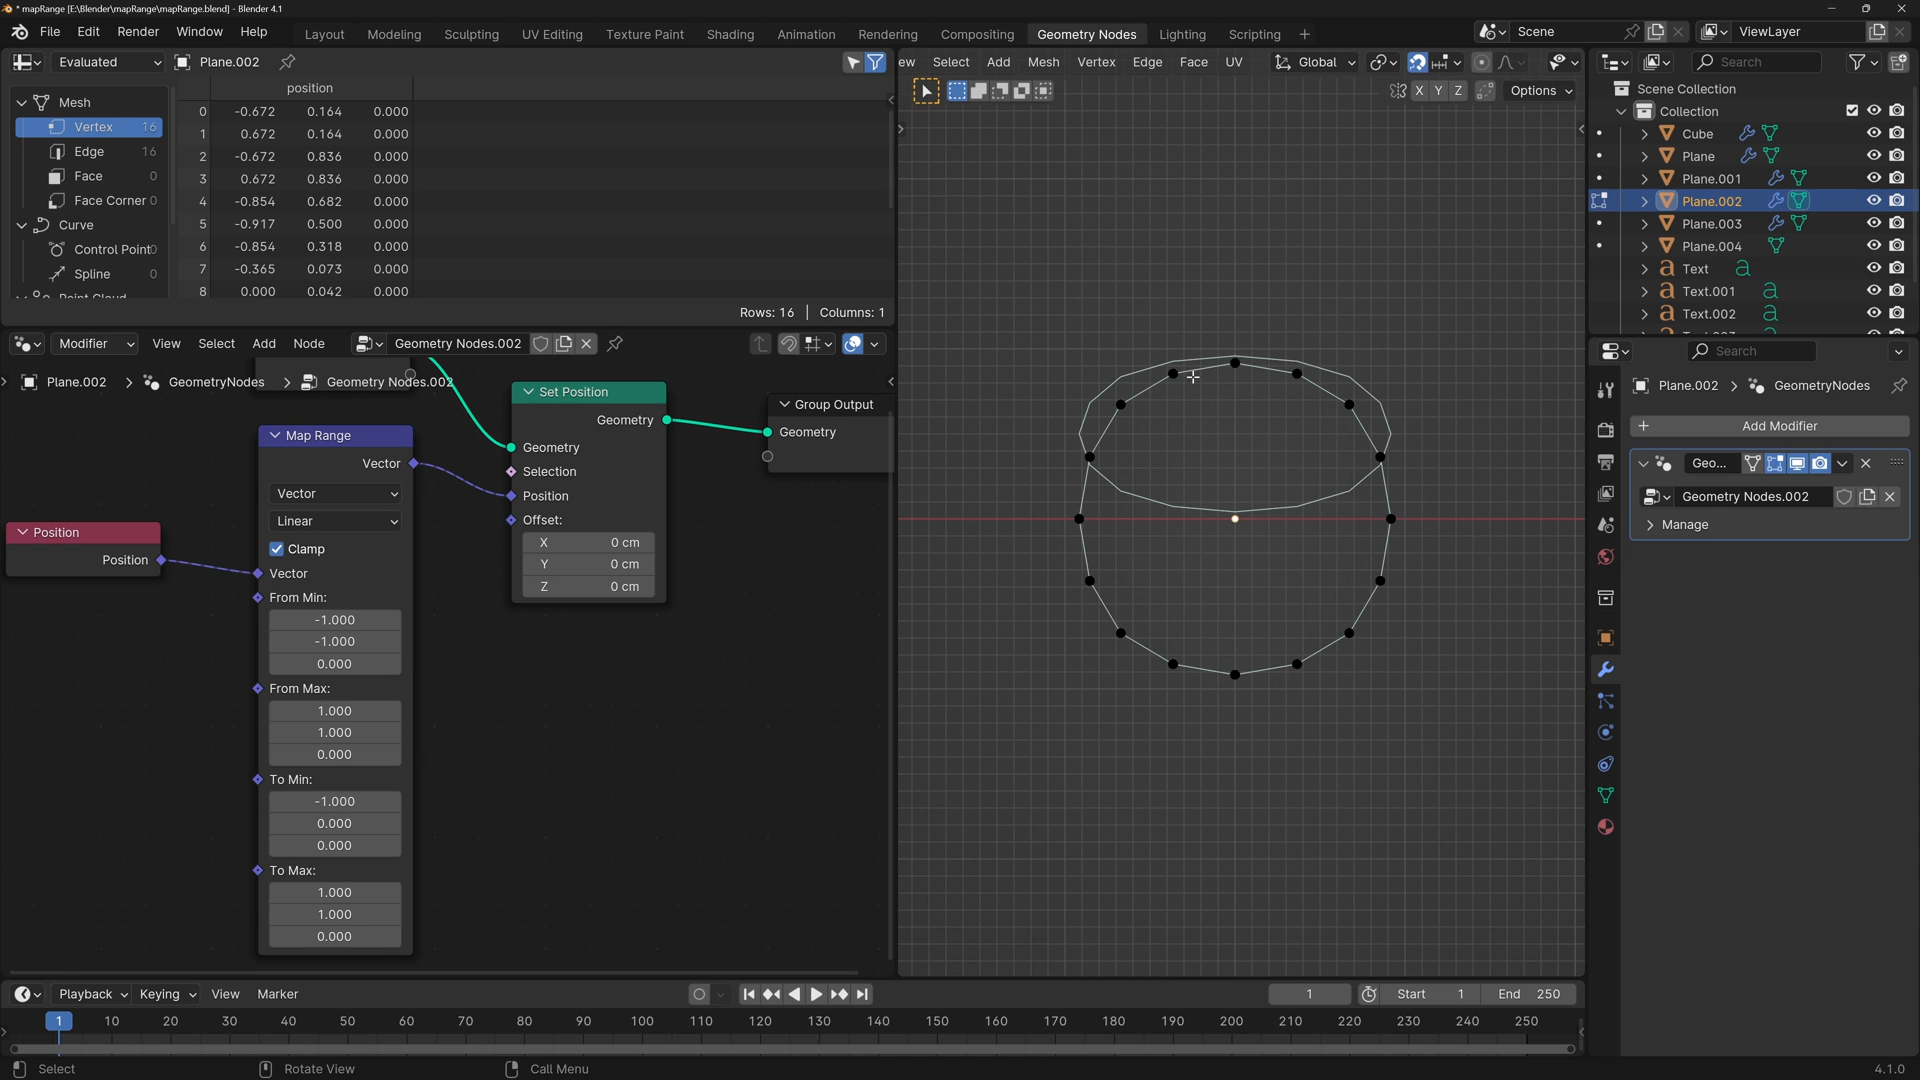 * mapRange [E:\Blender\mapRange\mapRange.blend] - Blender 4.1
File Edit Render Window Help
Layout Modeling Sculpting UV Editing Texture Paint Shading Animation Rendering Compositing Geometry Nodes Lighting Scripting +
Scene
ViewLayer
Evaluated
Plane.002
position
Mesh
Vertex 16
Edge 16
Face 0
Face Corner 0
Curve
Control Point 0
Spline 0
0 -0.672 0.164 0.000
1 0.672 0.164 0.000
2 -0.672 0.836 0.000
3 0.672 0.836 0.000
4 -0.854 0.682 0.000
5 -0.917 0.500 0.000
6 -0.854 0.318 0.000
7 -0.365 0.073 0.000
8 0.000 0.042 0.000
Rows: 16 | Columns: 1
ew Select Add Mesh Vertex Edge Face UV
Global
X Y Z
Options
Search
Scene Collection
Collection
Cube
Plane
Plane.001
Plane.002
Plane.003
Plane.004
Text
Text.001
Text.002
Modifier View Select Add Node
Geometry Nodes.002
Plane.002 > GeometryNodes > Geometry Nodes.002
Set Position
Geometry
Geometry
Selection
Position
Offset:
X 0 cm
Y 0 cm
Z 0 cm
Group Output
Geometry
Map Range
Vector
Vector
Linear
Clamp
Vector
From Min:
-1.000
-1.000
0.000
From Max:
1.000
1.000
0.000
To Min:
-1.000
0.000
0.000
To Max:
1.000
1.000
0.000
Position
Position
Search
Plane.002 > GeometryNodes
+ Add Modifier
Geo...
Geometry Nodes.002
Manage
Playback Keying View Marker
1
Start 1
End 250
1 10 20 30 40 50 60 70 80 90 100 110 120 130 140 150 160 170 180 190 200 210 220 230 240 250
Select
Rotate View
Call Menu
4.1.0